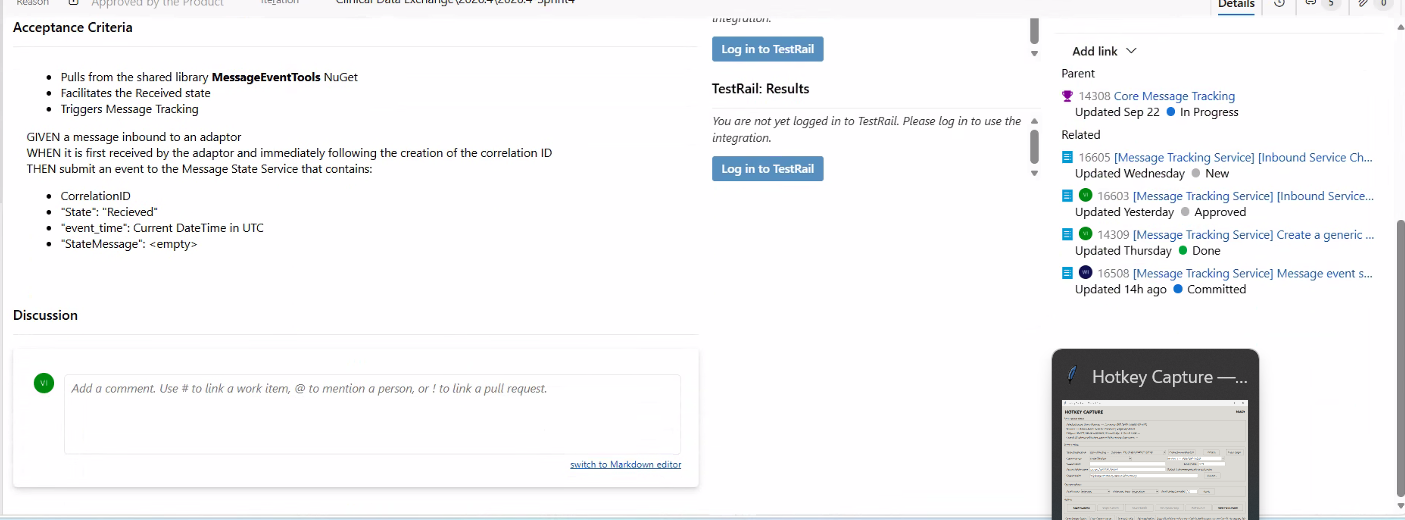 Reason Approved by the Product Iteration Clinical Data Exchange\2026.4\2026.4-Sprint4
Details 5 0
Acceptance Criteria
Pulls from the shared library MessageEventTools NuGet
Facilitates the Received state
Triggers Message Tracking
GIVEN a message inbound to an adaptor
WHEN it is first received by the adaptor and immediately following the creation of the correlation ID
THEN submit an event to the Message State Service that contains:
CorrelationID
"State": "Recieved"
"event_time": Current DateTime in UTC
"StateMessage": <empty>
Discussion
VI
Add a comment. Use # to link a work item, @ to mention a person, or ! to link a pull request.
switch to Markdown editor
integration.
Log in to TestRail
TestRail: Results
You are not yet logged in to TestRail. Please log in to use the
integration.
Log in to TestRail
Add link
Parent
14308 Core Message Tracking
Updated Sep 22 In Progress
Related
16605 [Message Tracking Service] [Inbound Service Ch...
Updated Wednesday New
VI 16603 [Message Tracking Service] [Inbound Service...
Updated Yesterday Approved
VI 14309 [Message Tracking Service] Create a generic ...
Updated Thursday Done
16508 [Message Tracking Service] Message event s...
Updated 14h ago Committed
Hotkey Capture —...
HOTKEY CAPTURE